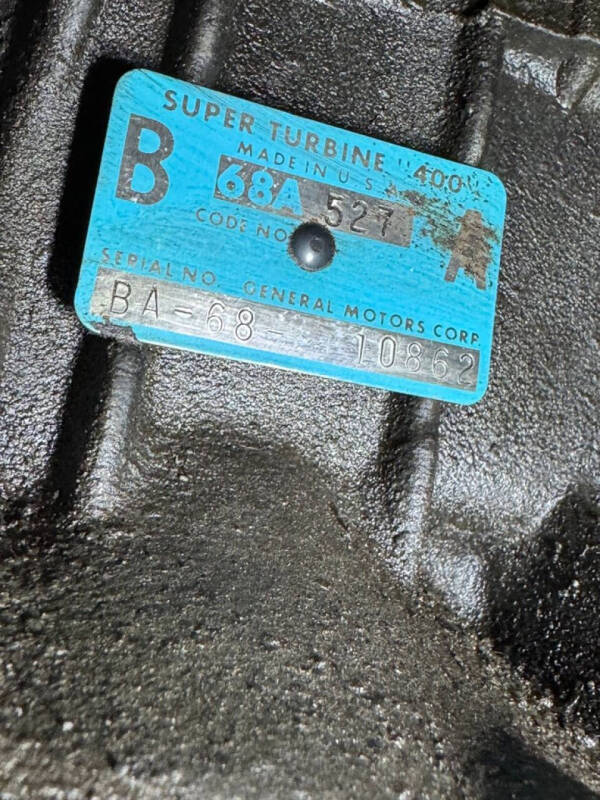 SUPER TURBINE "400"
MADE IN U.S.A.
B 68A 527 A
CODE NO.
SERIAL NO. GENERAL MOTORS CORP.
BA-68- 10862